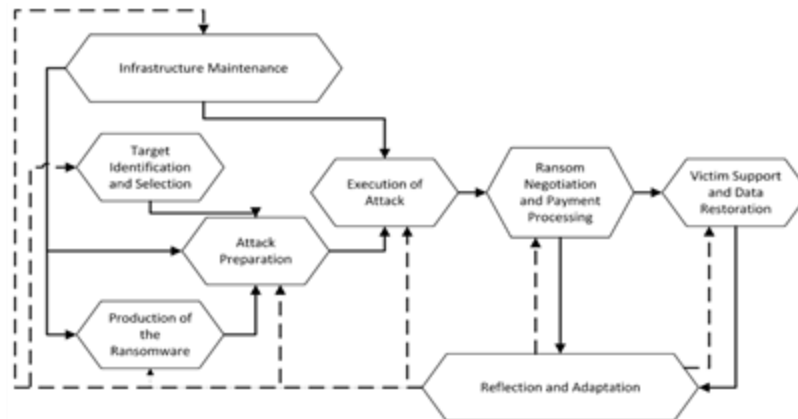 Infrastructure Maintenance
Target
Identification
and Selection
Execution of
Attack
Ransom
Negotiation
and Payment
Processing
Victim Support
and Data
Restoration
Attack
Preparation
Production of
the
Ransomware
Reflection and Adaptation